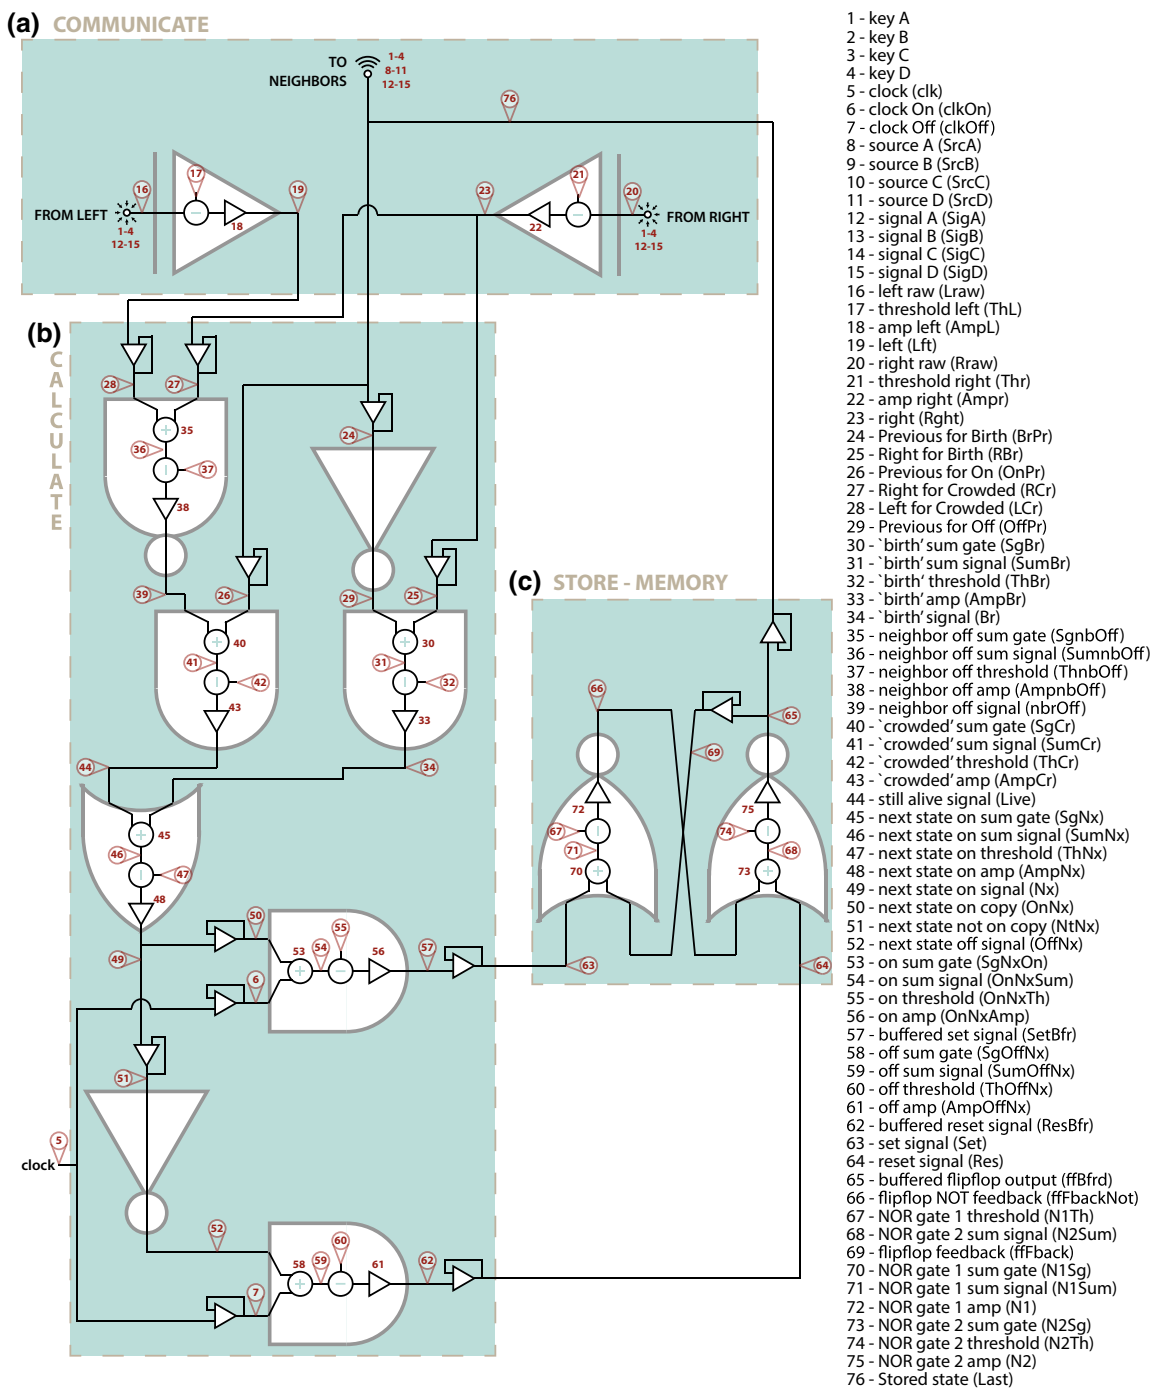 (a) COMMUNICATE
TO NEIGHBORS
1-4
8-11
12-15
76
16
17
18
19
FROM LEFT
1-4
12-15
23
22
21
20
FROM RIGHT
1-4
12-15
(b)
CALCULATE
28
27
24
35
36
37
38
39
26
29
25
40
41
42
43
30
31
32
33
44
34
45
46
47
48
49
50
53
54
55
56
57
6
51
5
clock
52
58
59
60
61
62
7
(c) STORE - MEMORY
66
65
69
72
67
71
70
75
74
68
73
63
64
1 - key A
2 - key B
3 - key C
4 - key D
5 - clock (clk)
6 - clock On (clkOn)
7 - clock Off (clkOff)
8 - source A (SrcA)
9 - source B (SrcB)
10 - source C (SrcC)
11 - source D (SrcD)
12 - signal A (SigA)
13 - signal B (SigB)
14 - signal C (SigC)
15 - signal D (SigD)
16 - left raw (Lraw)
17 - threshold left (ThL)
18 - amp left (AmpL)
19 - left (Lft)
20 - right raw (Rraw)
21 - threshold right (Thr)
22 - amp right (Ampr)
23 - right (Rght)
24 - Previous for Birth (BrPr)
25 - Right for Birth (RBr)
26 - Previous for On (OnPr)
27 - Right for Crowded (RCr)
28 - Left for Crowded (LCr)
29 - Previous for Off (OffPr)
30 - `birth' sum gate (SgBr)
31 - `birth' sum signal (SumBr)
32 - `birth' threshold (ThBr)
33 - `birth' amp (AmpBr)
34 - `birth' signal (Br)
35 - neighbor off sum gate (SgnbOff)
36 - neighbor off sum signal (SumnbOff)
37 - neighbor off threshold (ThnbOff)
38 - neighbor off amp (AmpnbOff)
39 - neighbor off signal (nbrOff)
40 - `crowded' sum gate (SgCr)
41 - `crowded' sum signal (SumCr)
42 - `crowded' threshold (ThCr)
43 - `crowded' amp (AmpCr)
44 - still alive signal (Live)
45 - next state on sum gate (SgNx)
46 - next state on sum signal (SumNx)
47 - next state on threshold (ThNx)
48 - next state on amp (AmpNx)
49 - next state on signal (Nx)
50 - next state on copy (OnNx)
51 - next state not on copy (NtNx)
52 - next state off signal (OffNx)
53 - on sum gate (SgNxOn)
54 - on sum signal (OnNxSum)
55 - on threshold (OnNxTh)
56 - on amp (OnNxAmp)
57 - buffered set signal (SetBfr)
58 - off sum gate (SgOffNx)
59 - off sum signal (SumOffNx)
60 - off threshold (ThOffNx)
61 - off amp (AmpOffNx)
62 - buffered reset signal (ResBfr)
63 - set signal (Set)
64 - reset signal (Res)
65 - buffered flipflop output (ffBfrd)
66 - flipflop NOT feedback (ffFbackNot)
67 - NOR gate 1 threshold (N1Th)
68 - NOR gate 2 sum signal (N2Sum)
69 - flipflop feedback (ffFback)
70 - NOR gate 1 sum gate (N1Sg)
71 - NOR gate 1 sum signal (N1Sum)
72 - NOR gate 1 amp (N1)
73 - NOR gate 2 sum gate (N2Sg)
74 - NOR gate 2 threshold (N2Th)
75 - NOR gate 2 amp (N2)
76 - Stored state (Last)